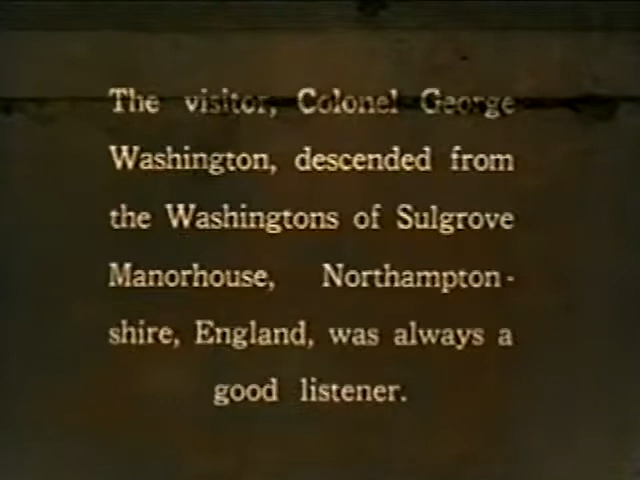 The visitor, Colonel George
Washington, descended from
the Washingtons of Sulgrove
Manorhouse, Northampton-
shire, England, was always a
good listener.